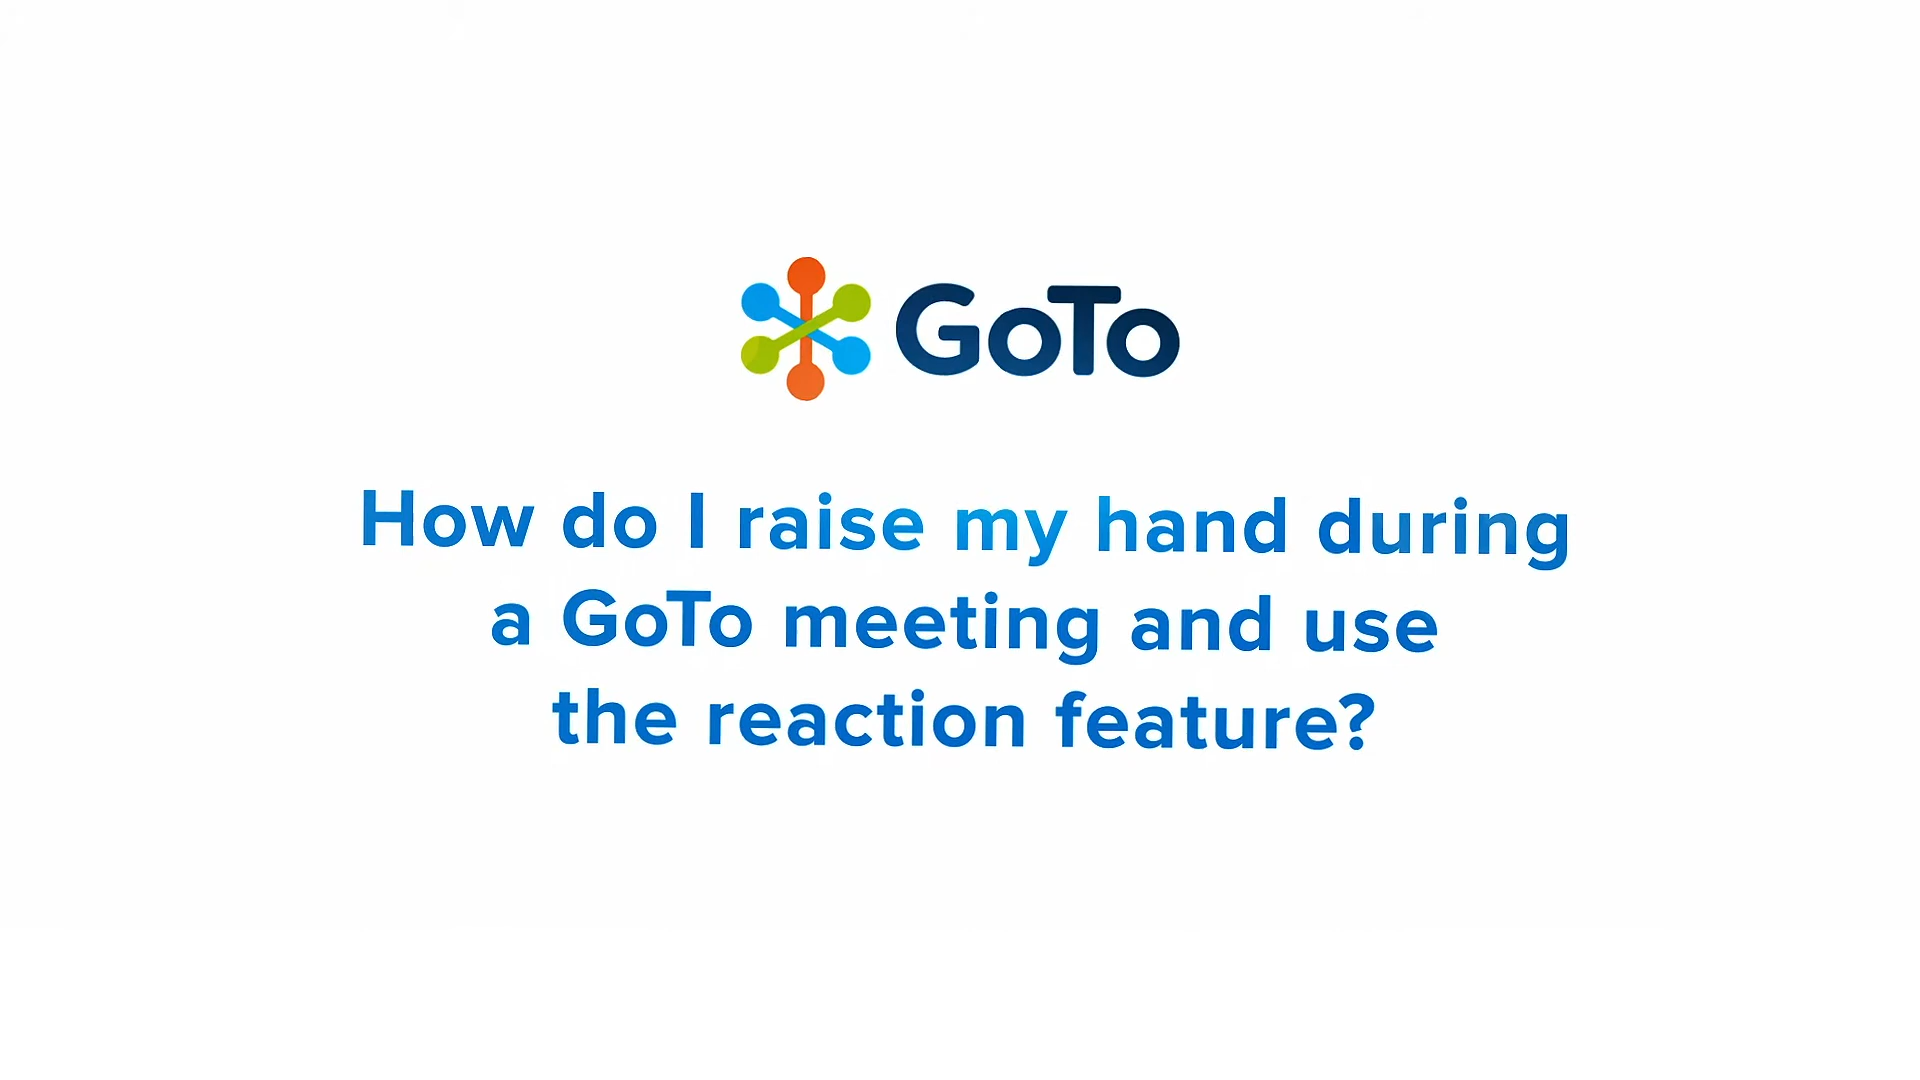 GoTo
How do I raise my hand during
a GoTo meeting and use
the reaction feature?